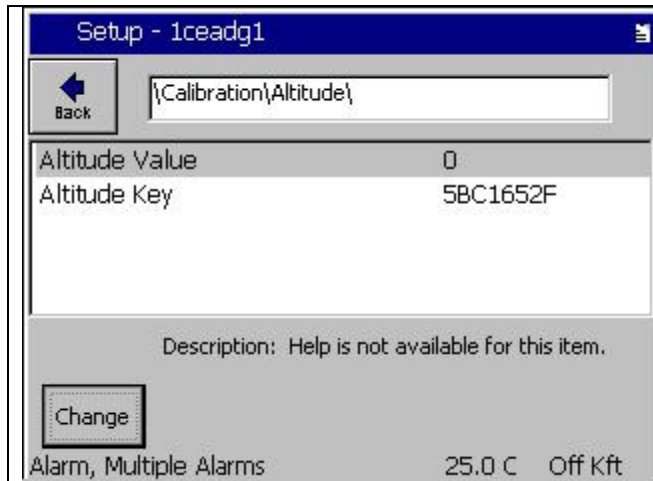 Setup - 1ceadg1
Back
\Calibration\Altitude\
Altitude Value 0
Altitude Key 5BC1652F
Description: Help is not available for this item.
Change
Alarm, Multiple Alarms 25.0 C Off Kft